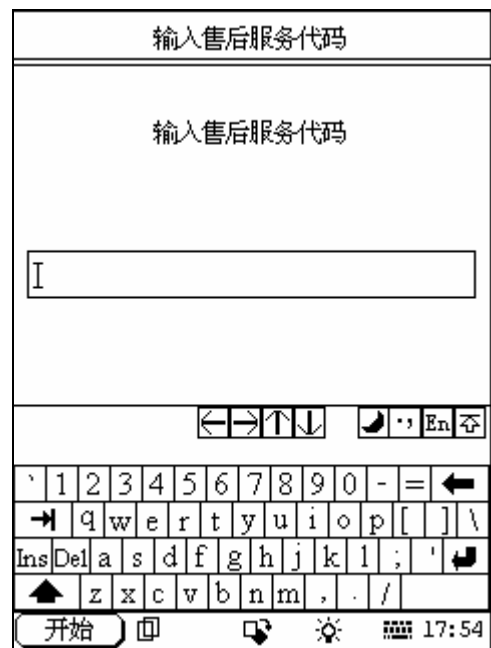 输入售后服务代码
输入售后服务代码
En
` 1 2 3 4 5 6 7 8 9 0 - =
q w e r t y u i o p [ ] \
Ins Del a s d f g h j k l ; '
z x c v b n m , . /
开始 17:54